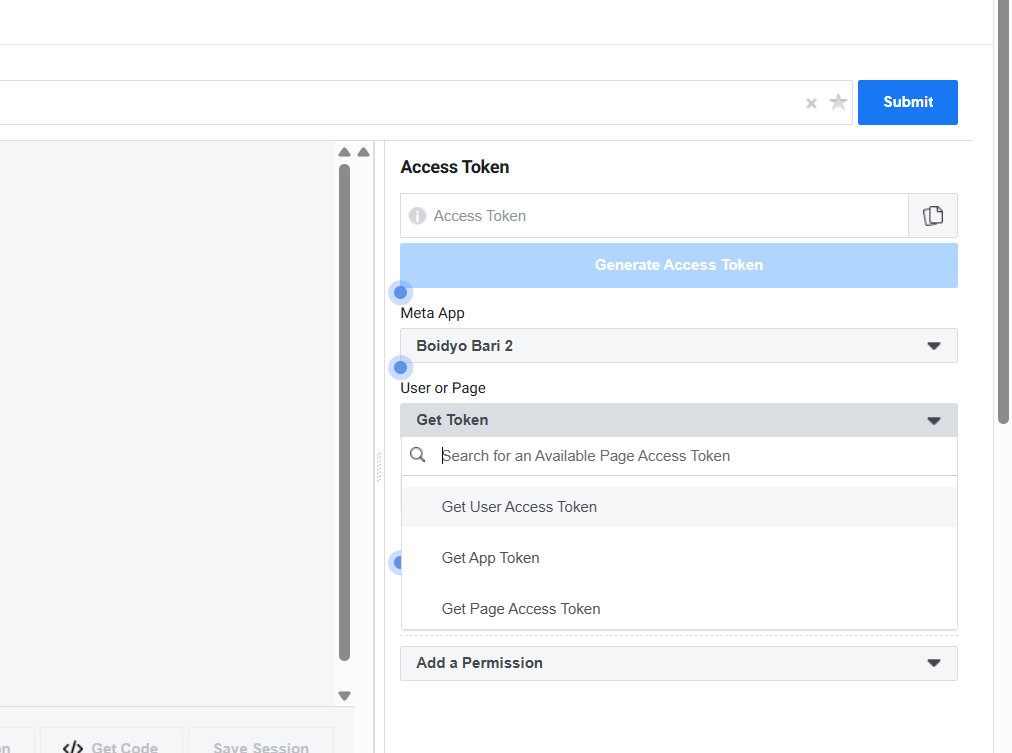 Submit
Access Token
Access Token
Generate Access Token
Meta App
Boidyo Bari 2
User or Page
Get Token
Search for an Available Page Access Token
Get User Access Token
Get App Token
Get Page Access Token
Add a Permission
</> Get Code
Save Session